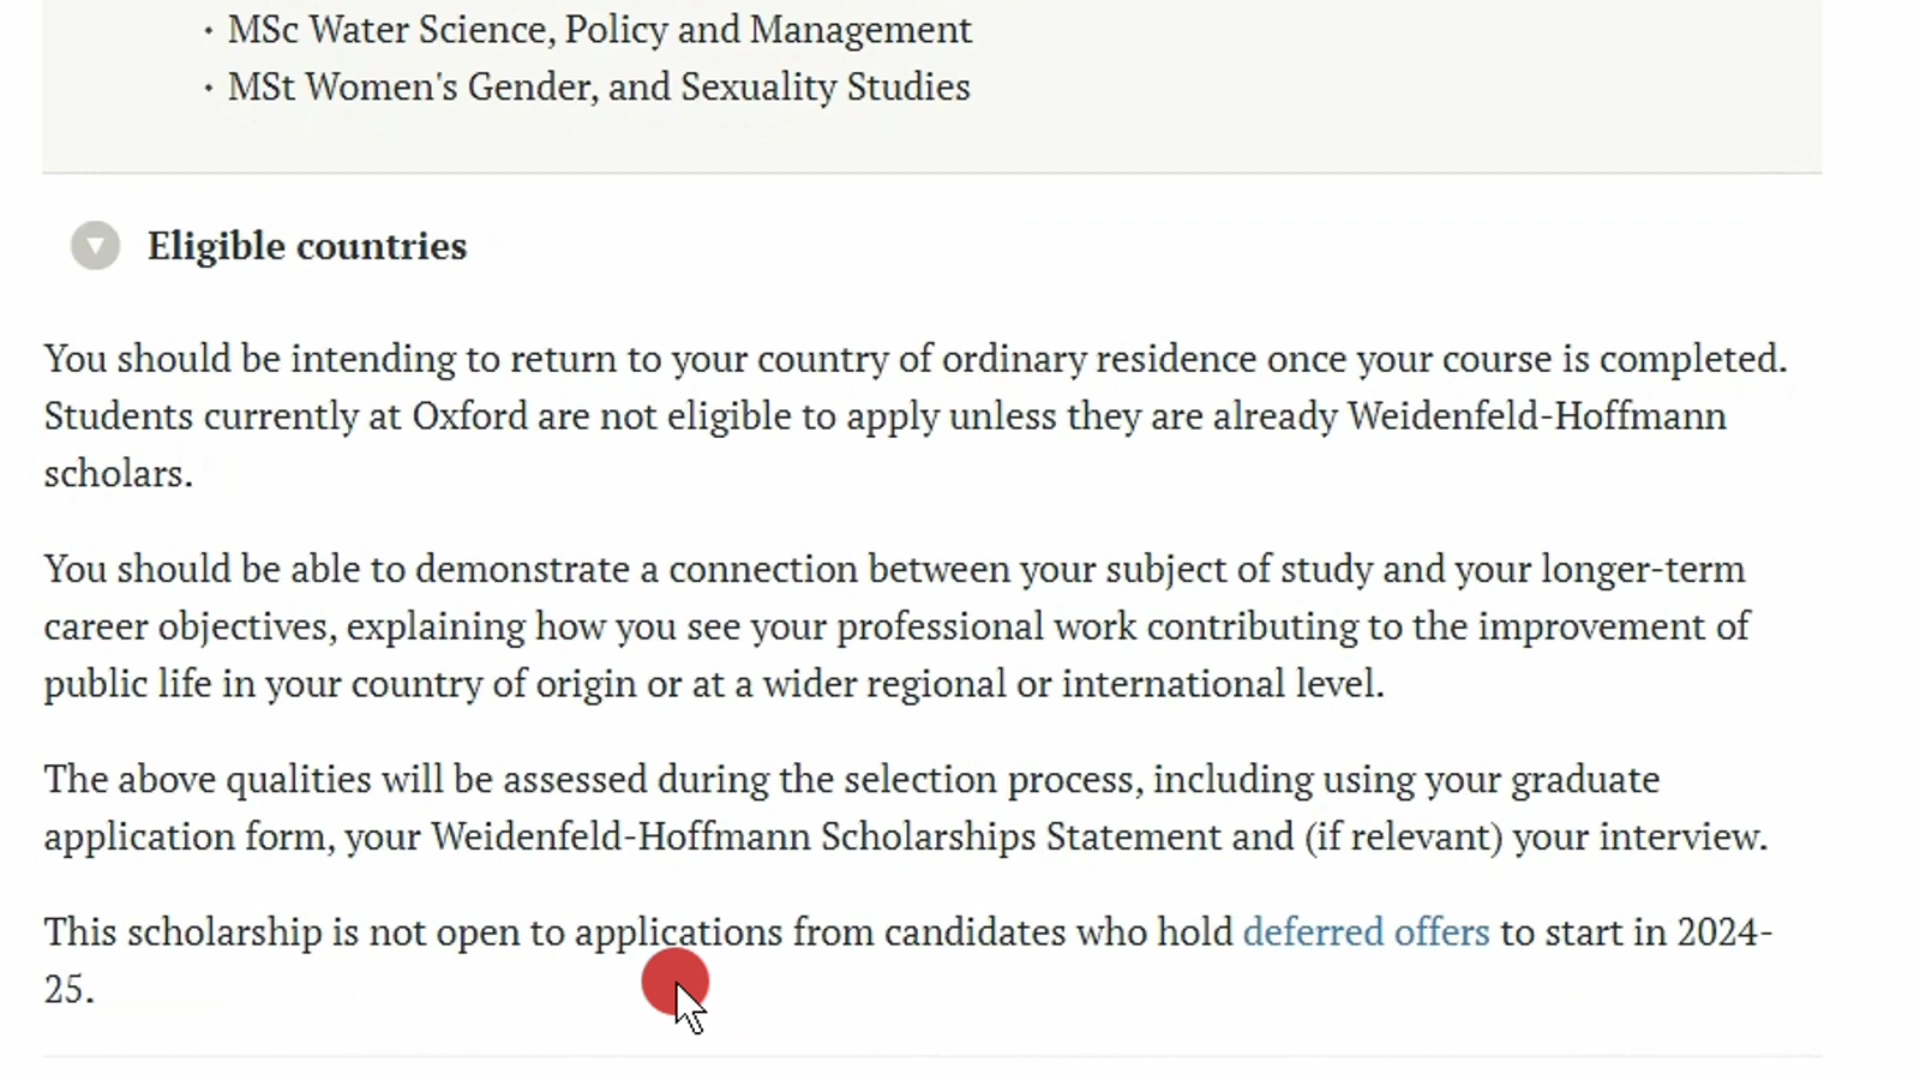 • MSc Water Science, Policy and Management
• MSt Women's Gender, and Sexuality Studies
Eligible countries
You should be intending to return to your country of ordinary residence once your course is completed.
Students currently at Oxford are not eligible to apply unless they are already Weidenfeld-Hoffmann
scholars.
You should be able to demonstrate a connection between your subject of study and your longer-term
career objectives, explaining how you see your professional work contributing to the improvement of
public life in your country of origin or at a wider regional or international level.
The above qualities will be assessed during the selection process, including using your graduate
application form, your Weidenfeld-Hoffmann Scholarships Statement and (if relevant) your interview.
This scholarship is not open to applications from candidates who hold deferred offers to start in 2024-
25.